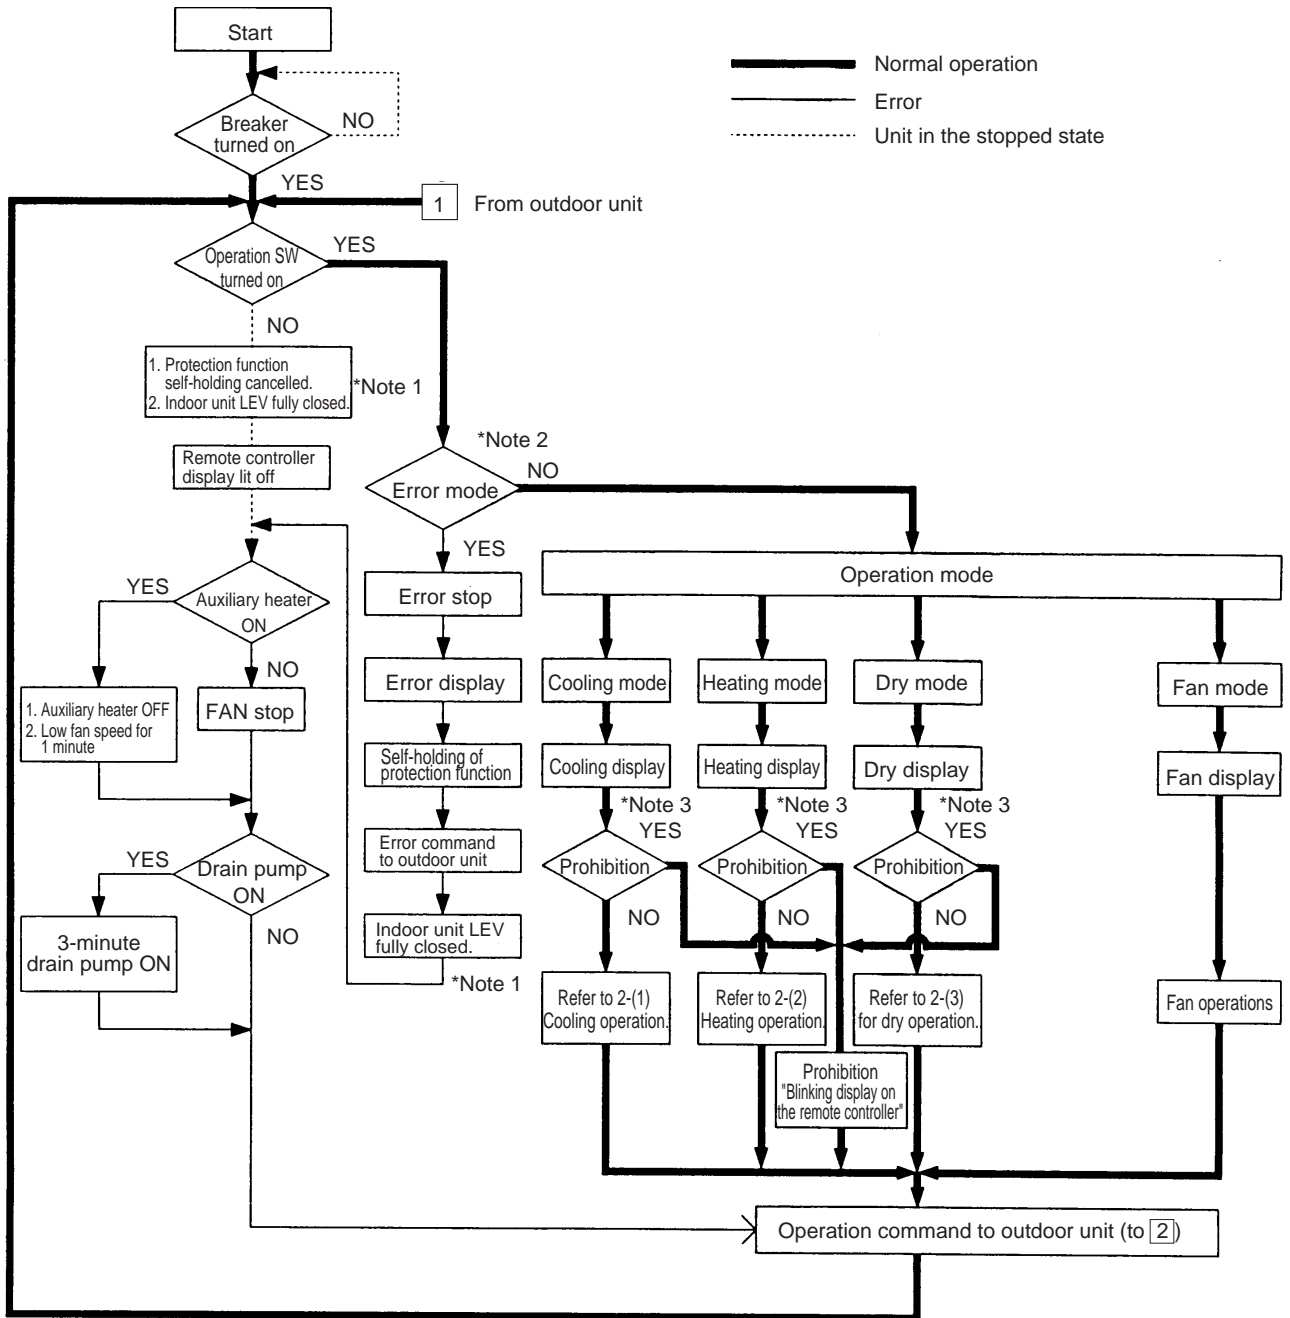 Start
Normal operation
Error
Unit in the stopped state
Breaker
turned on
NO
YES
1
From outdoor unit
Operation SW
turned on
YES
NO
1. Protection function
self-holding cancelled.
2. Indoor unit LEV fully closed.
*Note 1
Remote controller
display lit off
*Note 2
Error mode
NO
YES
Operation mode
YES
Auxiliary heater
ON
NO
Error stop
1. Auxiliary heater OFF
2. Low fan speed for
1 minute
FAN stop
Error display
Cooling mode
Heating mode
Dry mode
Fan mode
Self-holding of
protection function
Cooling display
Heating display
Dry display
Fan display
*Note 3
YES
*Note 3
YES
*Note 3
YES
Error command
to outdoor unit
Prohibition
Prohibition
Prohibition
NO
NO
NO
YES
Drain pump
ON
NO
3-minute
drain pump ON
Indoor unit LEV
fully closed.
*Note 1
Refer to 2-(1)
Cooling operation.
Refer to 2-(2)
Heating operation.
Refer to 2-(3)
for dry operation..
Fan operations
Prohibition
"Blinking display on
the remote controller"
Operation command to outdoor unit (to 2)